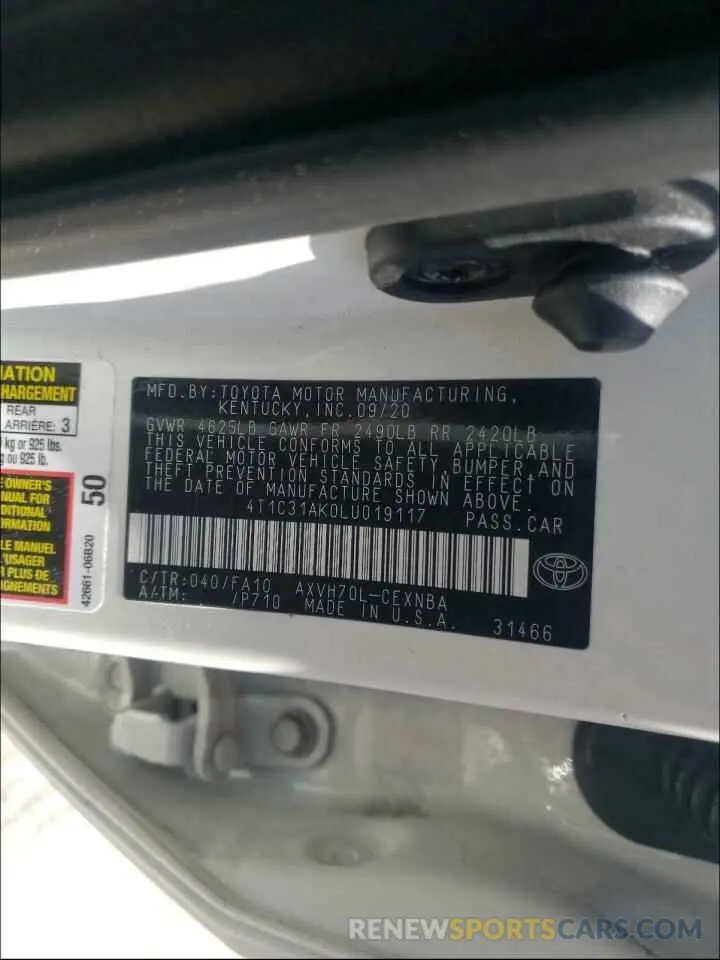 MATION
CHARGEMENT
REAR
ARRIÈRE: 3
kg or 925 lbs.
ou 925 lb.
OWNER'S
NUAL FOR
DITIONAL
ORMATION
LE MANUEL
'USAGER
R PLUS DE
IGNEMENTS
42661-06B20
50
MFD.BY:TOYOTA MOTOR MANUFACTURING,
KENTUCKY,INC.09/20
GVWR 4625LB GAWR FR 2490LB RR 2420LB
THIS VEHICLE CONFORMS TO ALL APPLICABLE
FEDERAL MOTOR VEHICLE SAFETY,BUMPER,AND
THEFT PREVENTION STANDARDS IN EFFECT ON
THE DATE OF MANUFACTURE SHOWN ABOVE.
4T1C31AK0LU019117 PASS.CAR
C/TR:040/FA10 AXVH70L-CEXNBA
A/TM: /P710 MADE IN U.S.A. 31466
RENEWSPORTSCARS.COM